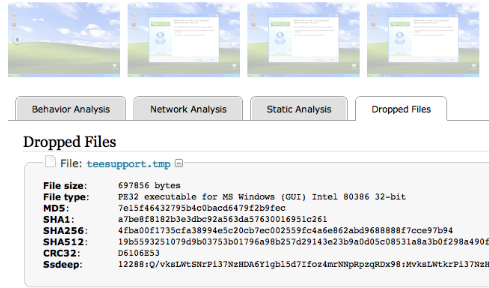 Behavior Analysis
Network Analysis
Static Analysis
Dropped Files
Dropped Files
File: teesupport.tmp
File size: 697856 bytes
File type: PE32 executable for MS Windows (GUI) Intel 80386 32-bit
MD5: 7e15f46432795b4c0bacd6479f2b9fec
SHA1: a7be8f8182b3e3dbc92a563da57630016951c261
SHA256: 4fba00f1735cfa38994e5c20cb7ec002559fc4a6e862abd9688888f7cce97b94
SHA512: 19b5593251079d9b03753b01796a98b257d29143e23b9a0d05c08531a8a3b0f298a490f
CRC32: D6106E53
Ssdeep: 12288:Q/vksLWtSNrPi37NzHDA6Y1gbl5d7Ifoz4mrNNpRpzqRDx98:MvksLWtkrPi37NzH